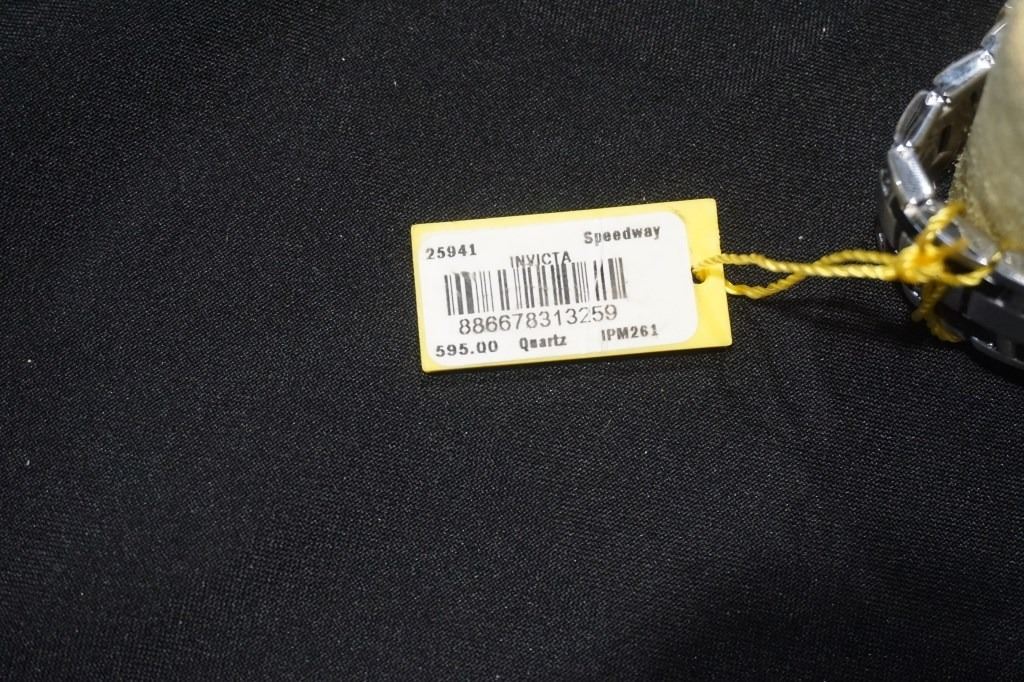 25941 Speedway
INVICTA
886678313259
595.00 Quartz IPM261